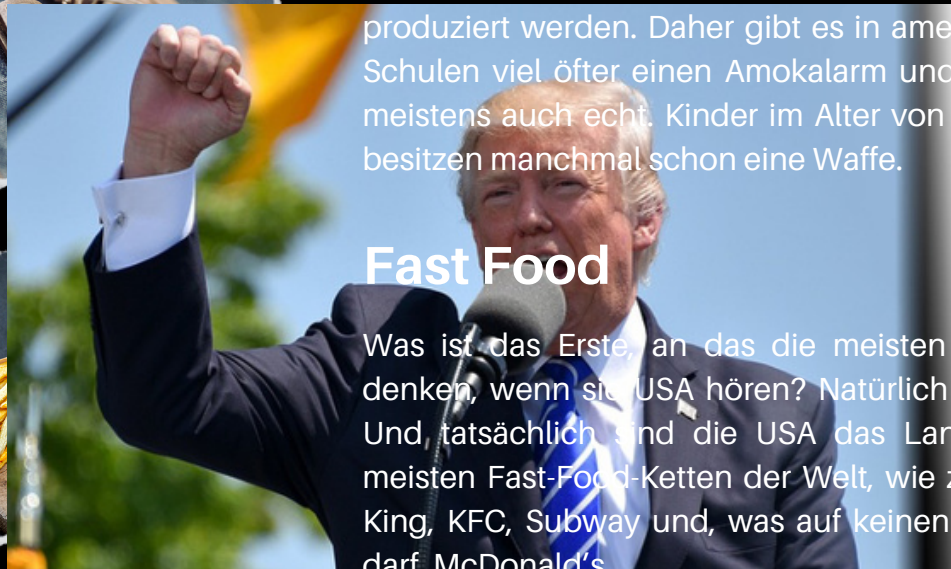 produziert werden. Daher gibt es in ame
Schulen viel öfter einen Amokalarm und
meistens auch echt. Kinder im Alter von
besitzen manchmal schon eine Waffe.
Fast Food
Was ist das Erste, an das die meisten
denken, wenn sie USA hören? Natürlich
Und tatsächlich sind die USA das Lan
meisten Fast-Food-Ketten der Welt, wie z
King, KFC, Subway und, was auf keinen
darf, McDonald's